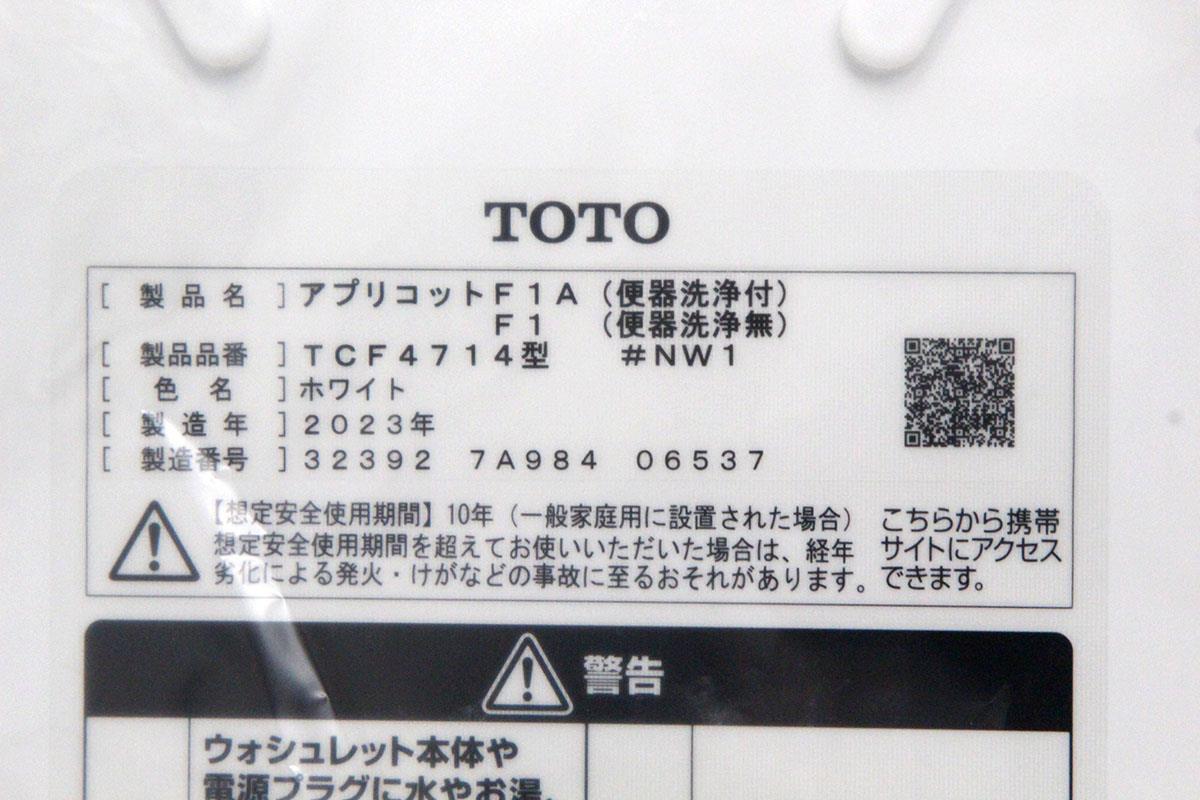 TOTO
[ 製品名 ] アプリコットF1A（便器洗浄付）
F1 （便器洗浄無）
[ 製品品番 ] TCF4714型 #NW1
[ 色名 ] ホワイト
[ 製造年 ] 2023年
[ 製造番号 ] 32392 7A984 06537
【想定安全使用期間】10年（一般家庭用に設置された場合）
想定安全使用期間を超えてお使いいただいた場合は、経年
劣化による発火・けがなどの事故に至るおそれがあります。
こちらから携帯
サイトにアクセス
できます。
警告
ウォシュレット本体や
電源プラグに水やお湯、